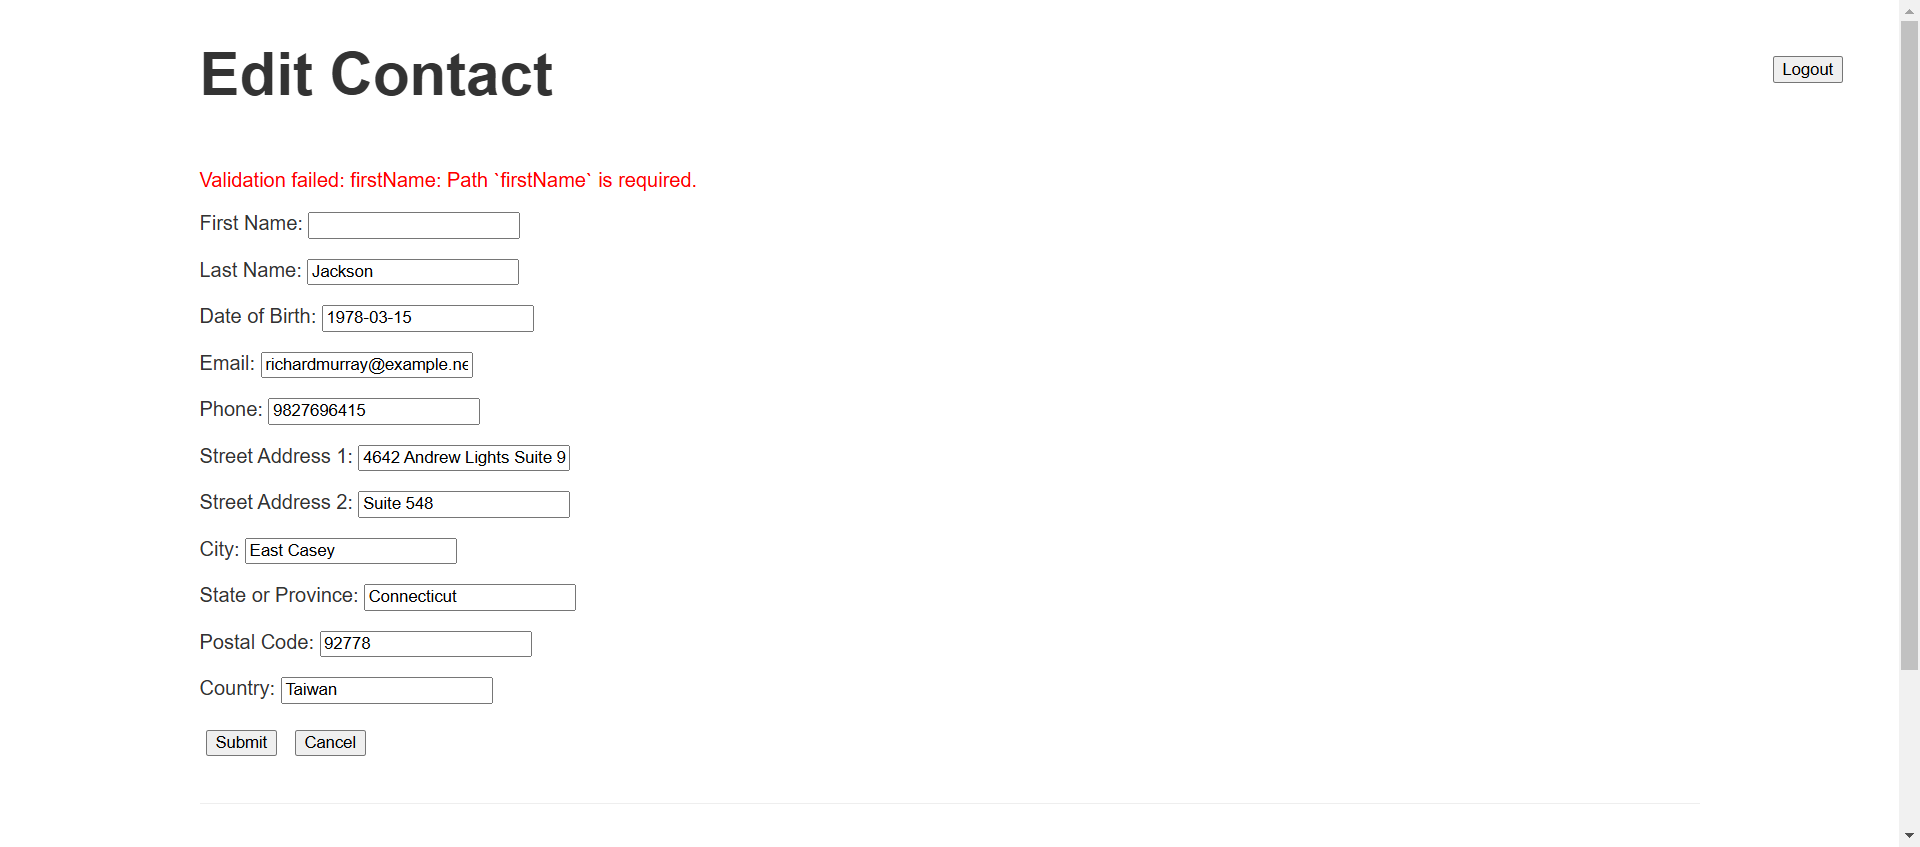 Edit Contact
Logout
Validation failed: firstName: Path `firstName` is required.
First Name:
Last Name: Jackson
Date of Birth: 1978-03-15
Email: richardmurray@example.ne
Phone: 9827696415
Street Address 1: 4642 Andrew Lights Suite 9
Street Address 2: Suite 548
City: East Casey
State or Province: Connecticut
Postal Code: 92778
Country: Taiwan
Submit Cancel